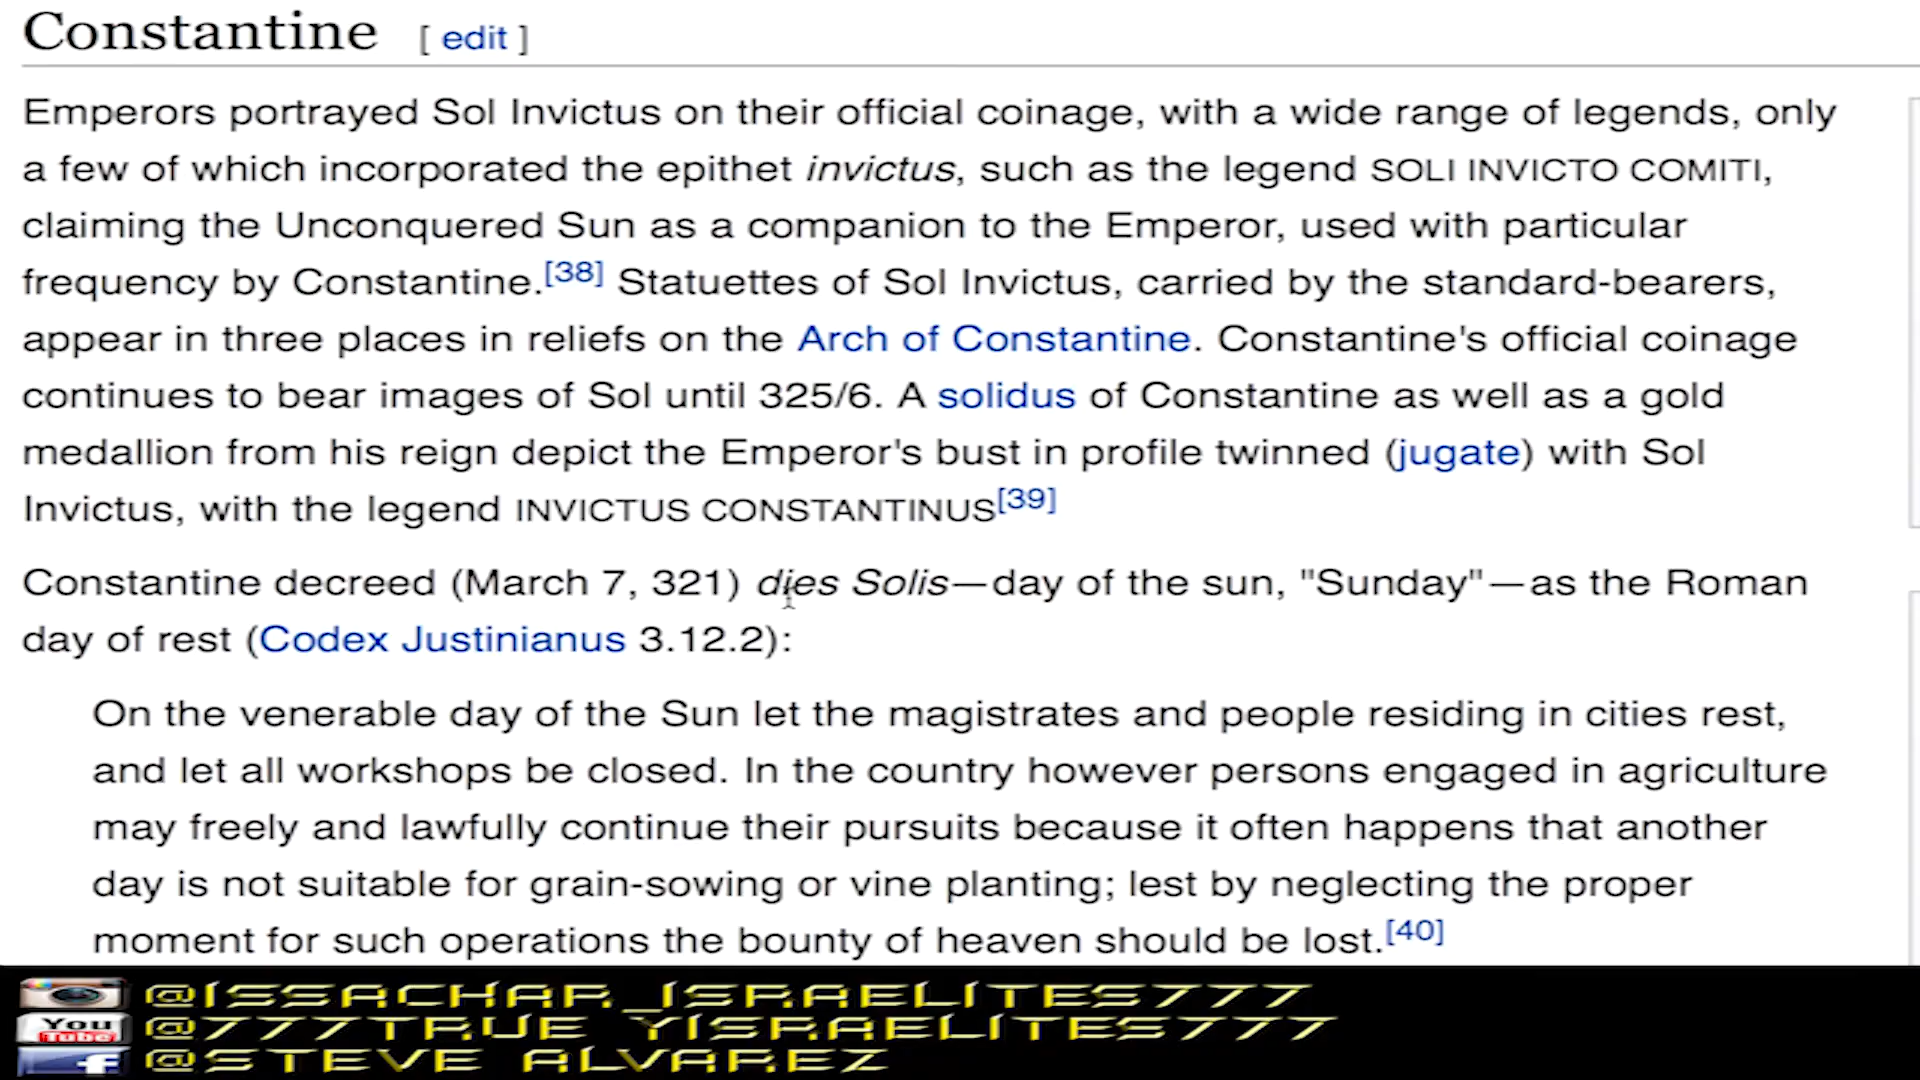 Constantine [ edit ]
Emperors portrayed Sol Invictus on their official coinage, with a wide range of legends, only
a few of which incorporated the epithet invictus, such as the legend SOLI INVICTO COMITI,
claiming the Unconquered Sun as a companion to the Emperor, used with particular
frequency by Constantine.[38] Statuettes of Sol Invictus, carried by the standard-bearers,
appear in three places in reliefs on the Arch of Constantine. Constantine's official coinage
continues to bear images of Sol until 325/6. A solidus of Constantine as well as a gold
medallion from his reign depict the Emperor's bust in profile twinned (jugate) with Sol
Invictus, with the legend INVICTUS CONSTANTINUS[39]
Constantine decreed (March 7, 321) dies Solis—day of the sun, "Sunday"—as the Roman
day of rest (Codex Justinianus 3.12.2):
On the venerable day of the Sun let the magistrates and people residing in cities rest,
and let all workshops be closed. In the country however persons engaged in agriculture
may freely and lawfully continue their pursuits because it often happens that another
day is not suitable for grain-sowing or vine planting; lest by neglecting the proper
moment for such operations the bounty of heaven should be lost.[40]
@ISSACHAR_ISRAELITES777
You Tube @777TRUE YISRAELITES777
f @STEVE ALVAREZ